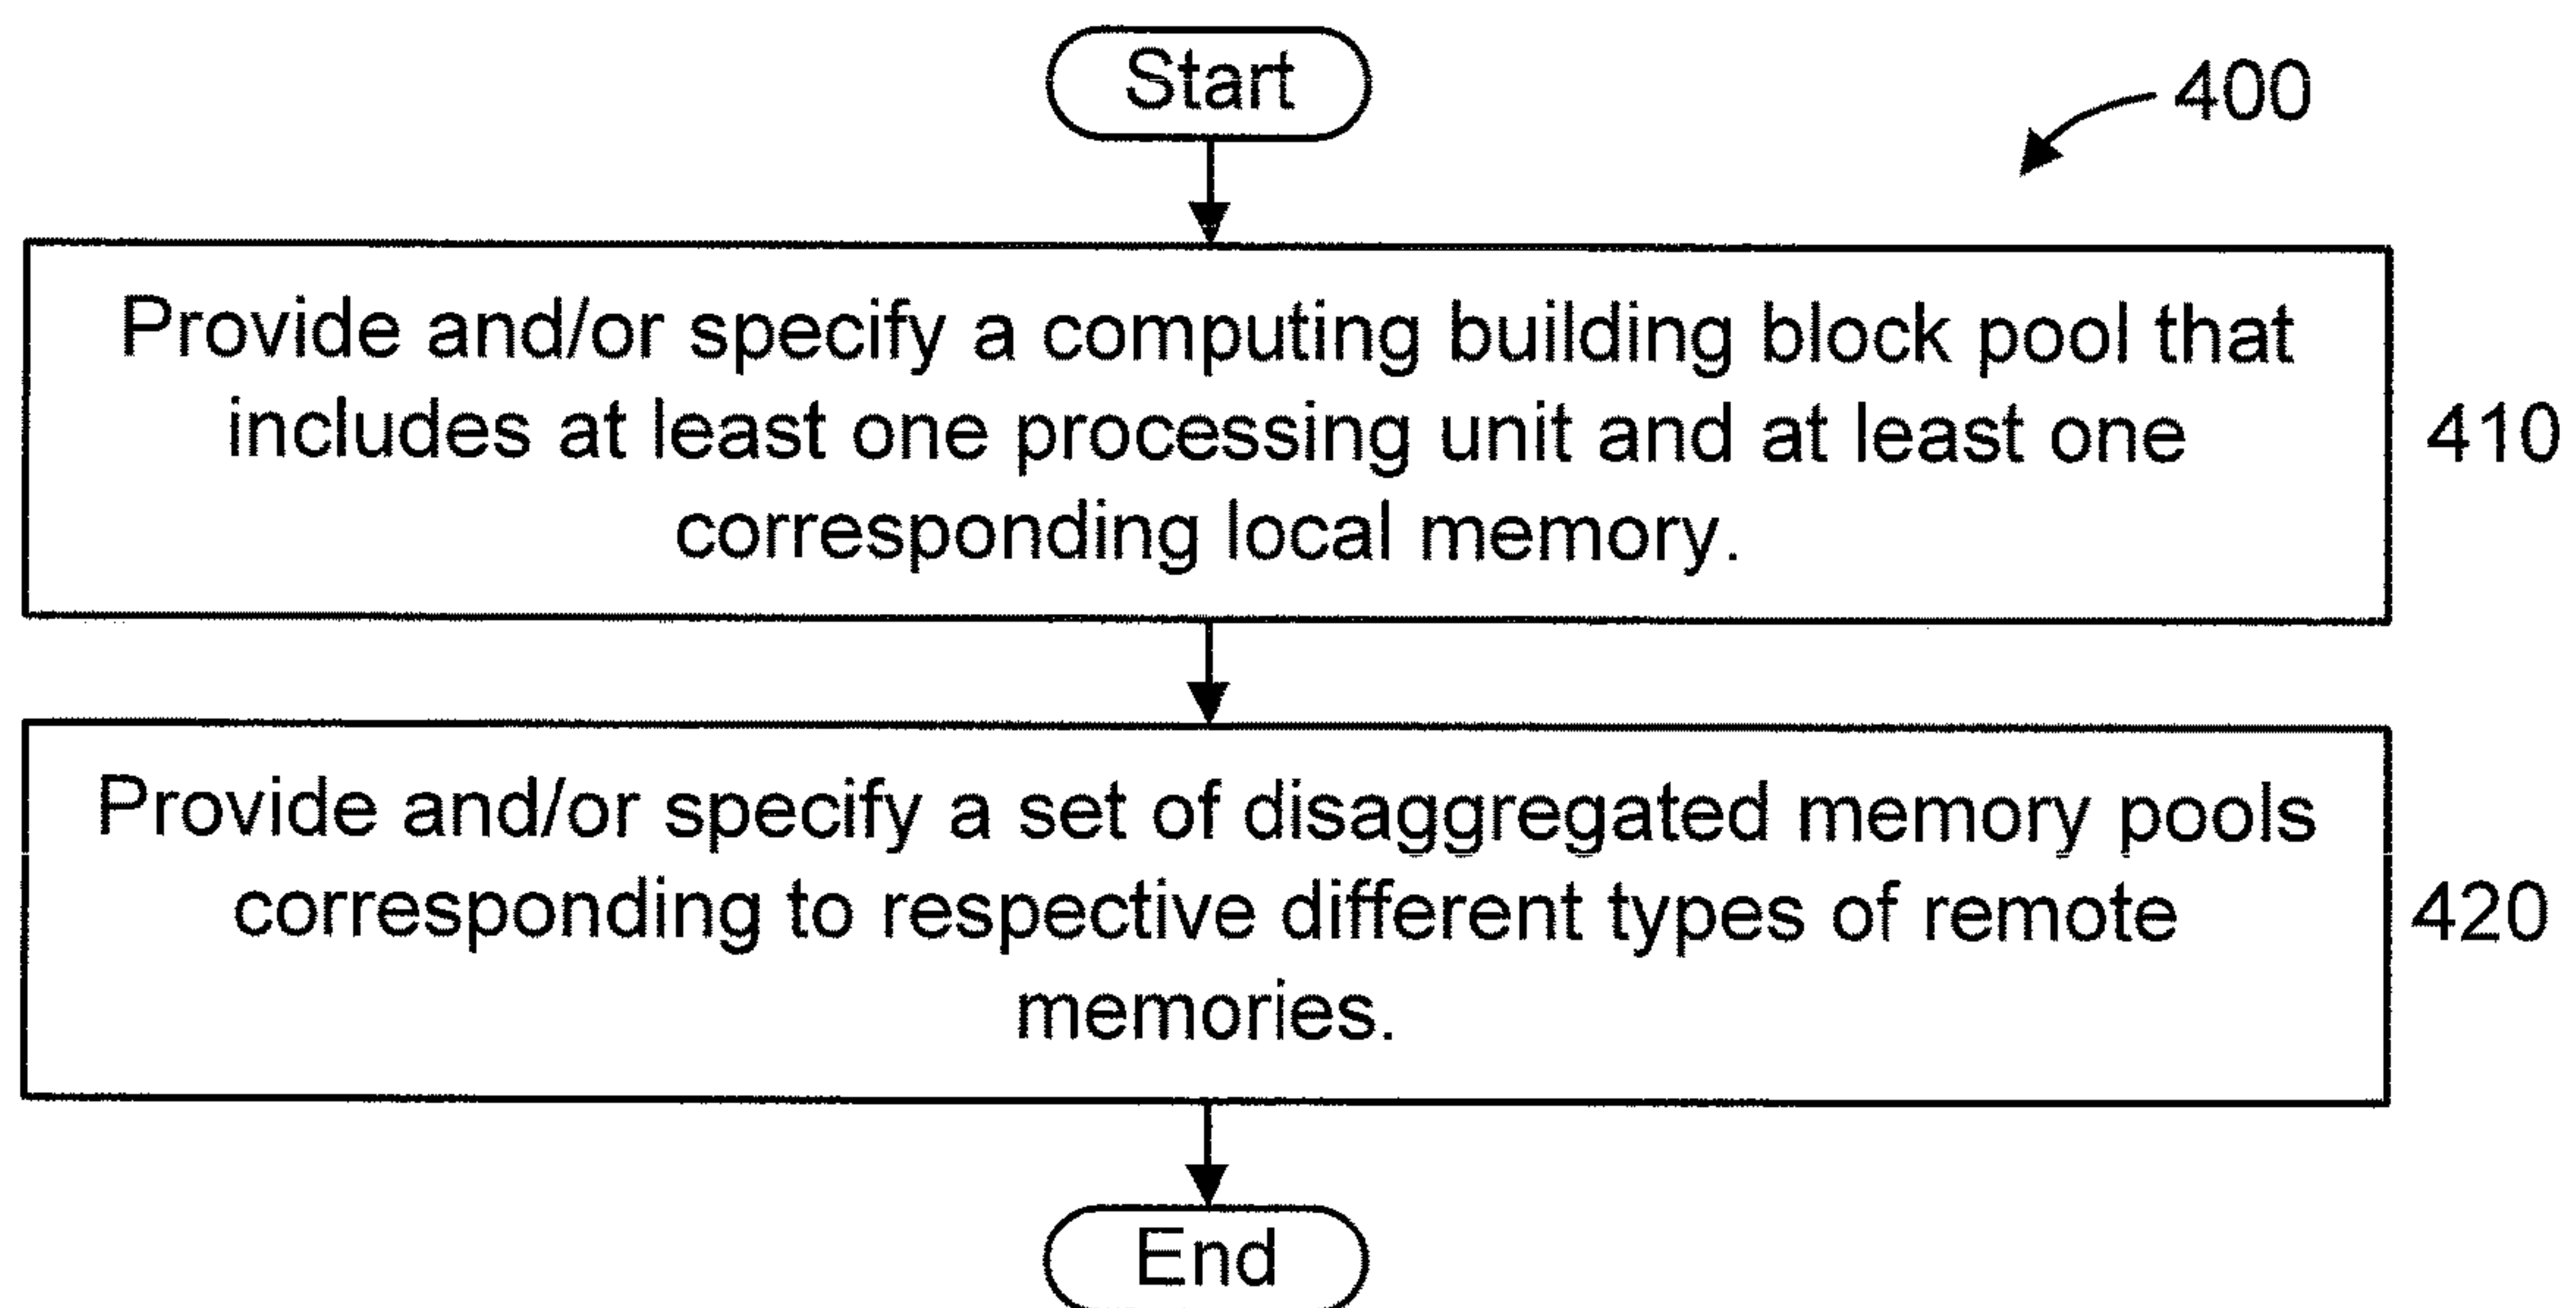 Start
400
Provide and/or specify a computing building block pool that
includes at least one processing unit and at least one
corresponding local memory.
410
Provide and/or specify a set of disaggregated memory pools
corresponding to respective different types of remote
memories.
420
End